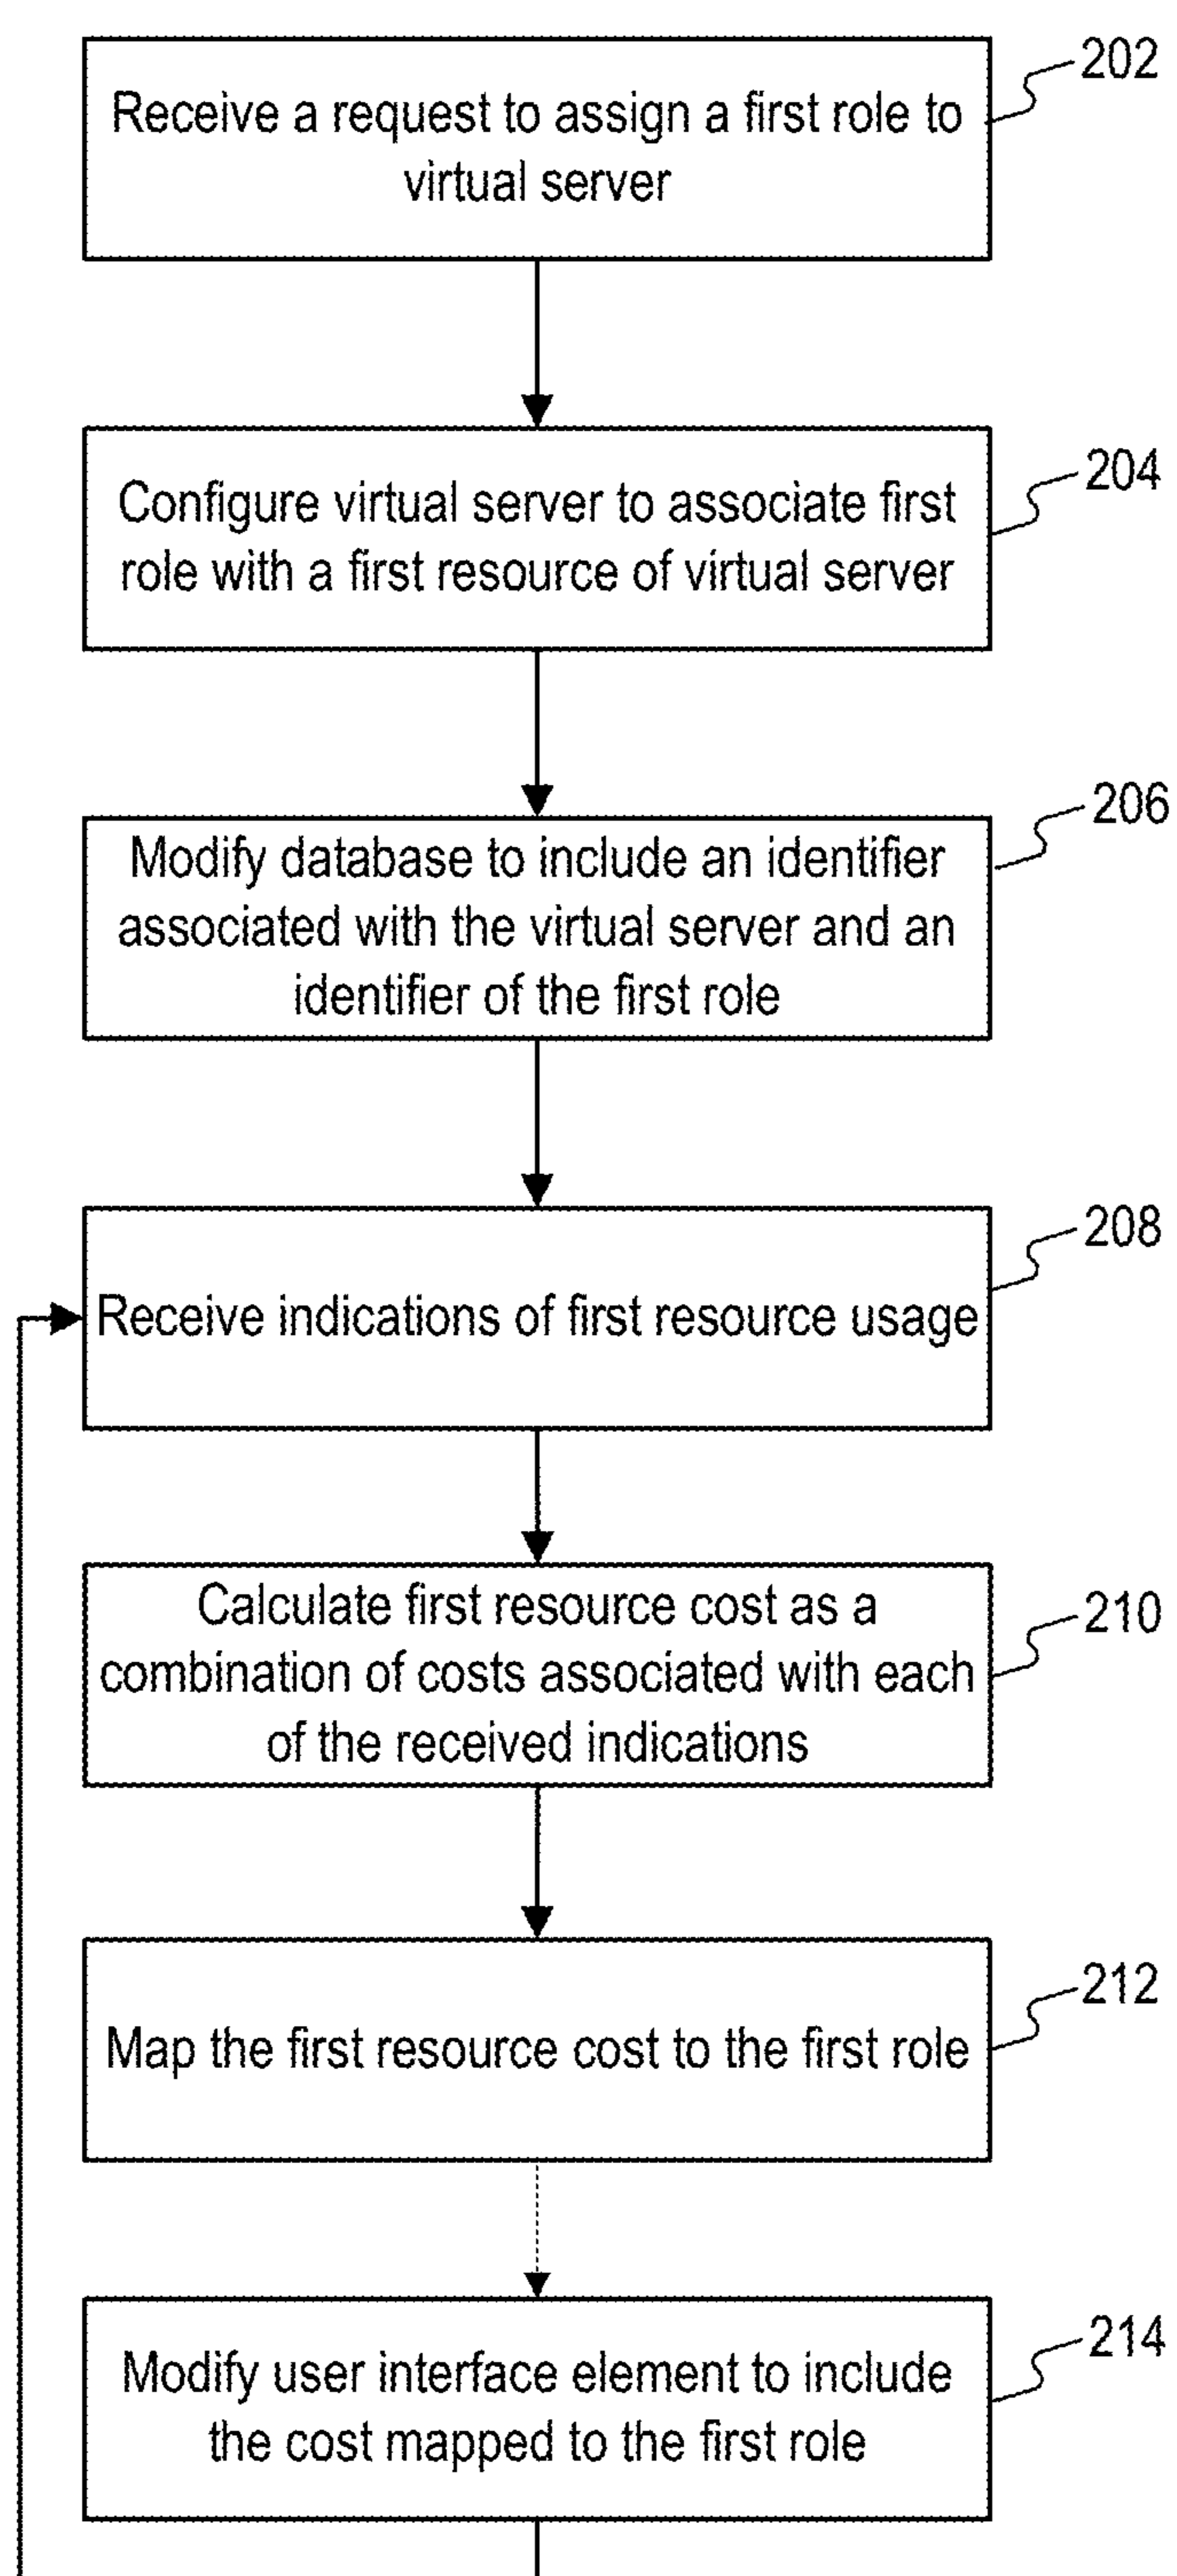 202
Receive a request to assign a first role to
virtual server
204
Configure virtual server to associate first
role with a first resource of virtual server
206
Modify database to include an identifier
associated with the virtual server and an
identifier of the first role
208
Receive indications of first resource usage
210
Calculate first resource cost as a
combination of costs associated with each
of the received indications
212
Map the first resource cost to the first role
214
Modify user interface element to include
the cost mapped to the first role